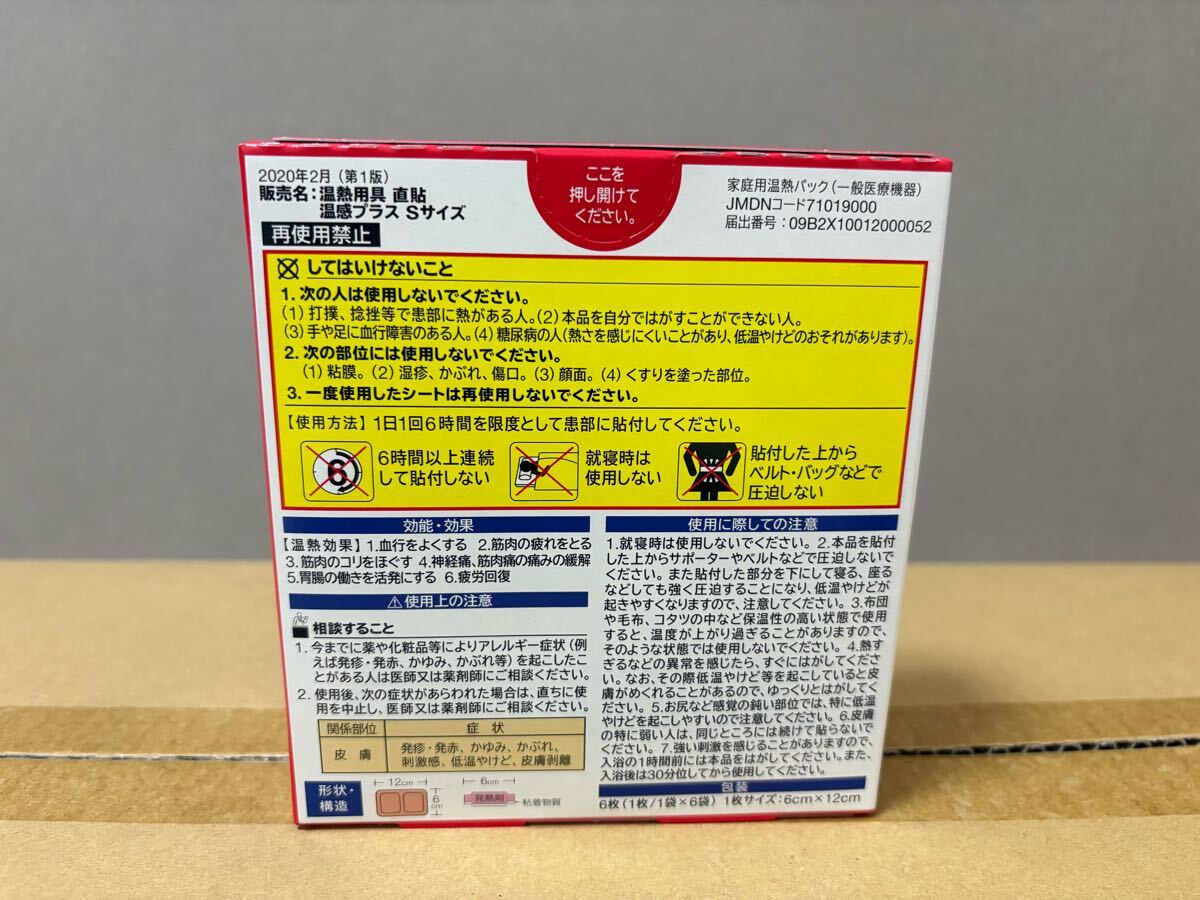 2020年2月（第1版）
販売名：温熱用具 直貼
温感プラス Sサイズ
再使用禁止
ここを
押し開けて
ください。
家庭用温熱パック（一般医療機器）
JMDNコード71019000
届出番号：09B2X10012000052
してはいけないこと
1. 次の人は使用しないでください。
（1）打撲、捻挫等で患部に熱がある人。（2）本品を自分ではがすことができない人。
（3）手や足に血行障害のある人。（4）糖尿病の人（熱さを感じにくいことがあり、低温やけどのおそれがあります）。
2. 次の部位には使用しないでください。
（1）粘膜。（2）湿疹、かぶれ、傷口。（3）顔面。（4）くすりを塗った部位。
3. 一度使用したシートは再使用しないでください。
【使用方法】1日1回6時間を限度として患部に貼付してください。
6
6時間以上連続
して貼付しない
就寝時は
使用しない
貼付した上から
ベルト・バッグなどで
圧迫しない
効能・効果
【温熱効果】1.血行をよくする 2.筋肉の疲れをとる
3.筋肉のコリをほぐす 4.神経痛、筋肉痛の痛みの緩解
5.胃腸の働きを活発にする 6.疲労回復
⚠使用上の注意
相談すること
1. 今までに薬や化粧品等によりアレルギー症状（例
えば発疹・発赤、かゆみ、かぶれ等）を起こしたこ
とがある人は医師又は薬剤師にご相談ください。
2. 使用後、次の症状があらわれた場合は、直ちに使
用を中止し、医師又は薬剤師にご相談ください。
関係部位 症状
皮膚 発疹・発赤、かゆみ、かぶれ、
刺激感、低温やけど、皮膚剥離
形状・
構造
12cm
6cm
6cm
発熱剤
粘着物質
使用に際しての注意
1.就寝時は使用しないでください。2.本品を貼付
した上からサポーターやベルトなどで圧迫しないで
ください。また貼付した部分を下にして寝る、座る
などしても強く圧迫することになり、低温やけどが
起きやすくなりますので、注意してください。3.布団
や毛布、コタツの中など保温性の高い状態で使用
すると、温度が上がり過ぎることがありますので、
そのような状態では使用しないでください。4.熱す
ぎるなどの異常を感じたら、すぐにはがしてくださ
い。なお、その際低温やけど等を起こしていると皮
膚がめくれることがあるので、ゆっくりとはがしてく
ださい。5.お尻など感覚の鈍い部位では、特に低温
やけどを起こしやすいので注意してください。6.皮膚
の特に弱い人は、同じところには続けて貼らないで
ください。7.強い刺激を感じることがありますので、
入浴の1時間前には本品をはがしてください。また、
入浴後は30分位してから使用してください。
包装
6枚（1枚/1袋×6袋）1枚サイズ：6cm×12cm